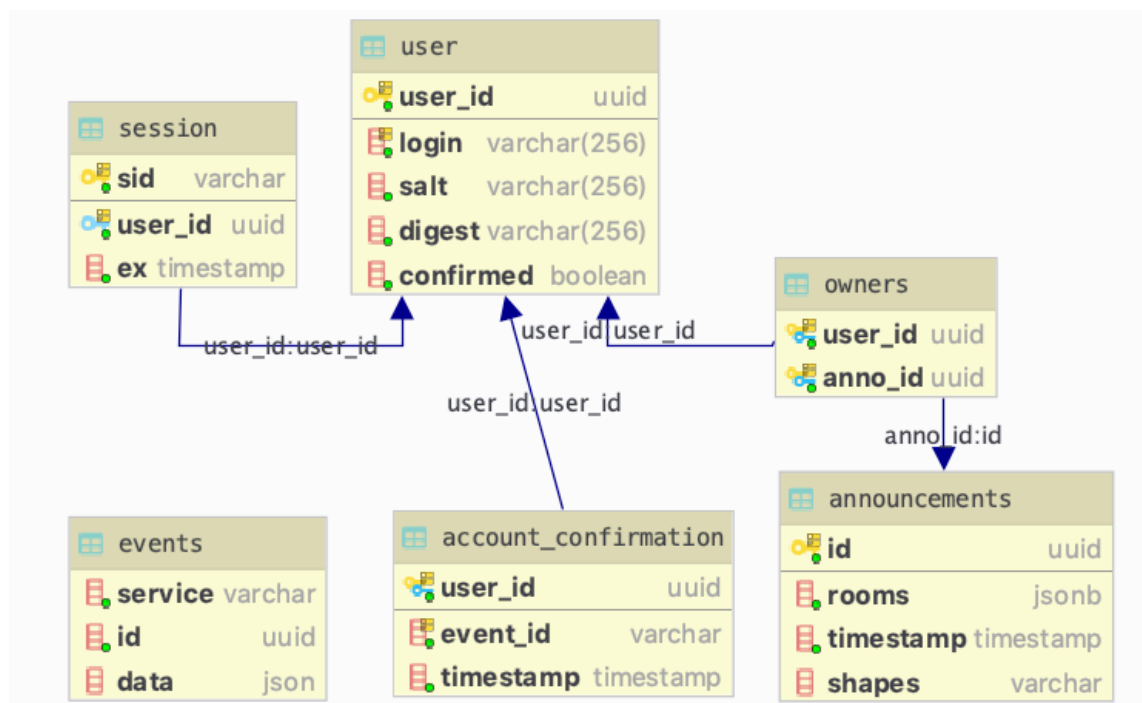 user
user_id uuid
login varchar(256)
salt varchar(256)
digest varchar(256)
confirmed boolean
session
sid varchar
user_id uuid
ex timestamp
owners
user_id uuid
anno_id uuid
user_id:user_id
user_id:user_id
user_id:user_id
anno_id:id
events
service varchar
id uuid
data json
account_confirmation
user_id uuid
event_id varchar
timestamp timestamp
announcements
id uuid
rooms jsonb
timestamp timestamp
shapes varchar